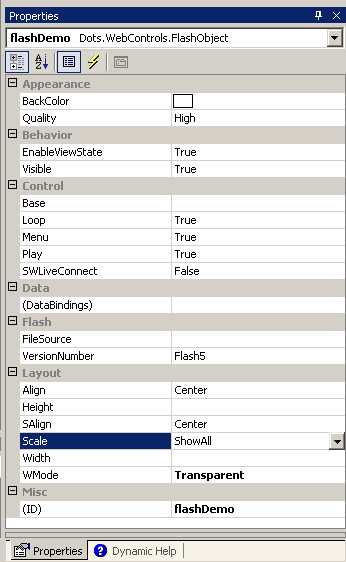 Properties
flashDemo Dots.WebControls.FlashObject
Appearance
BackColor
Quality High
Behavior
EnableViewState True
Visible True
Control
Base
Loop True
Menu True
Play True
SWLiveConnect False
Data
(DataBindings)
Flash
FileSource
VersionNumber Flash5
Layout
Align Center
Height
SAlign Center
Scale ShowAll
Width
WMode Transparent
Misc
(ID) flashDemo
Properties Dynamic Help